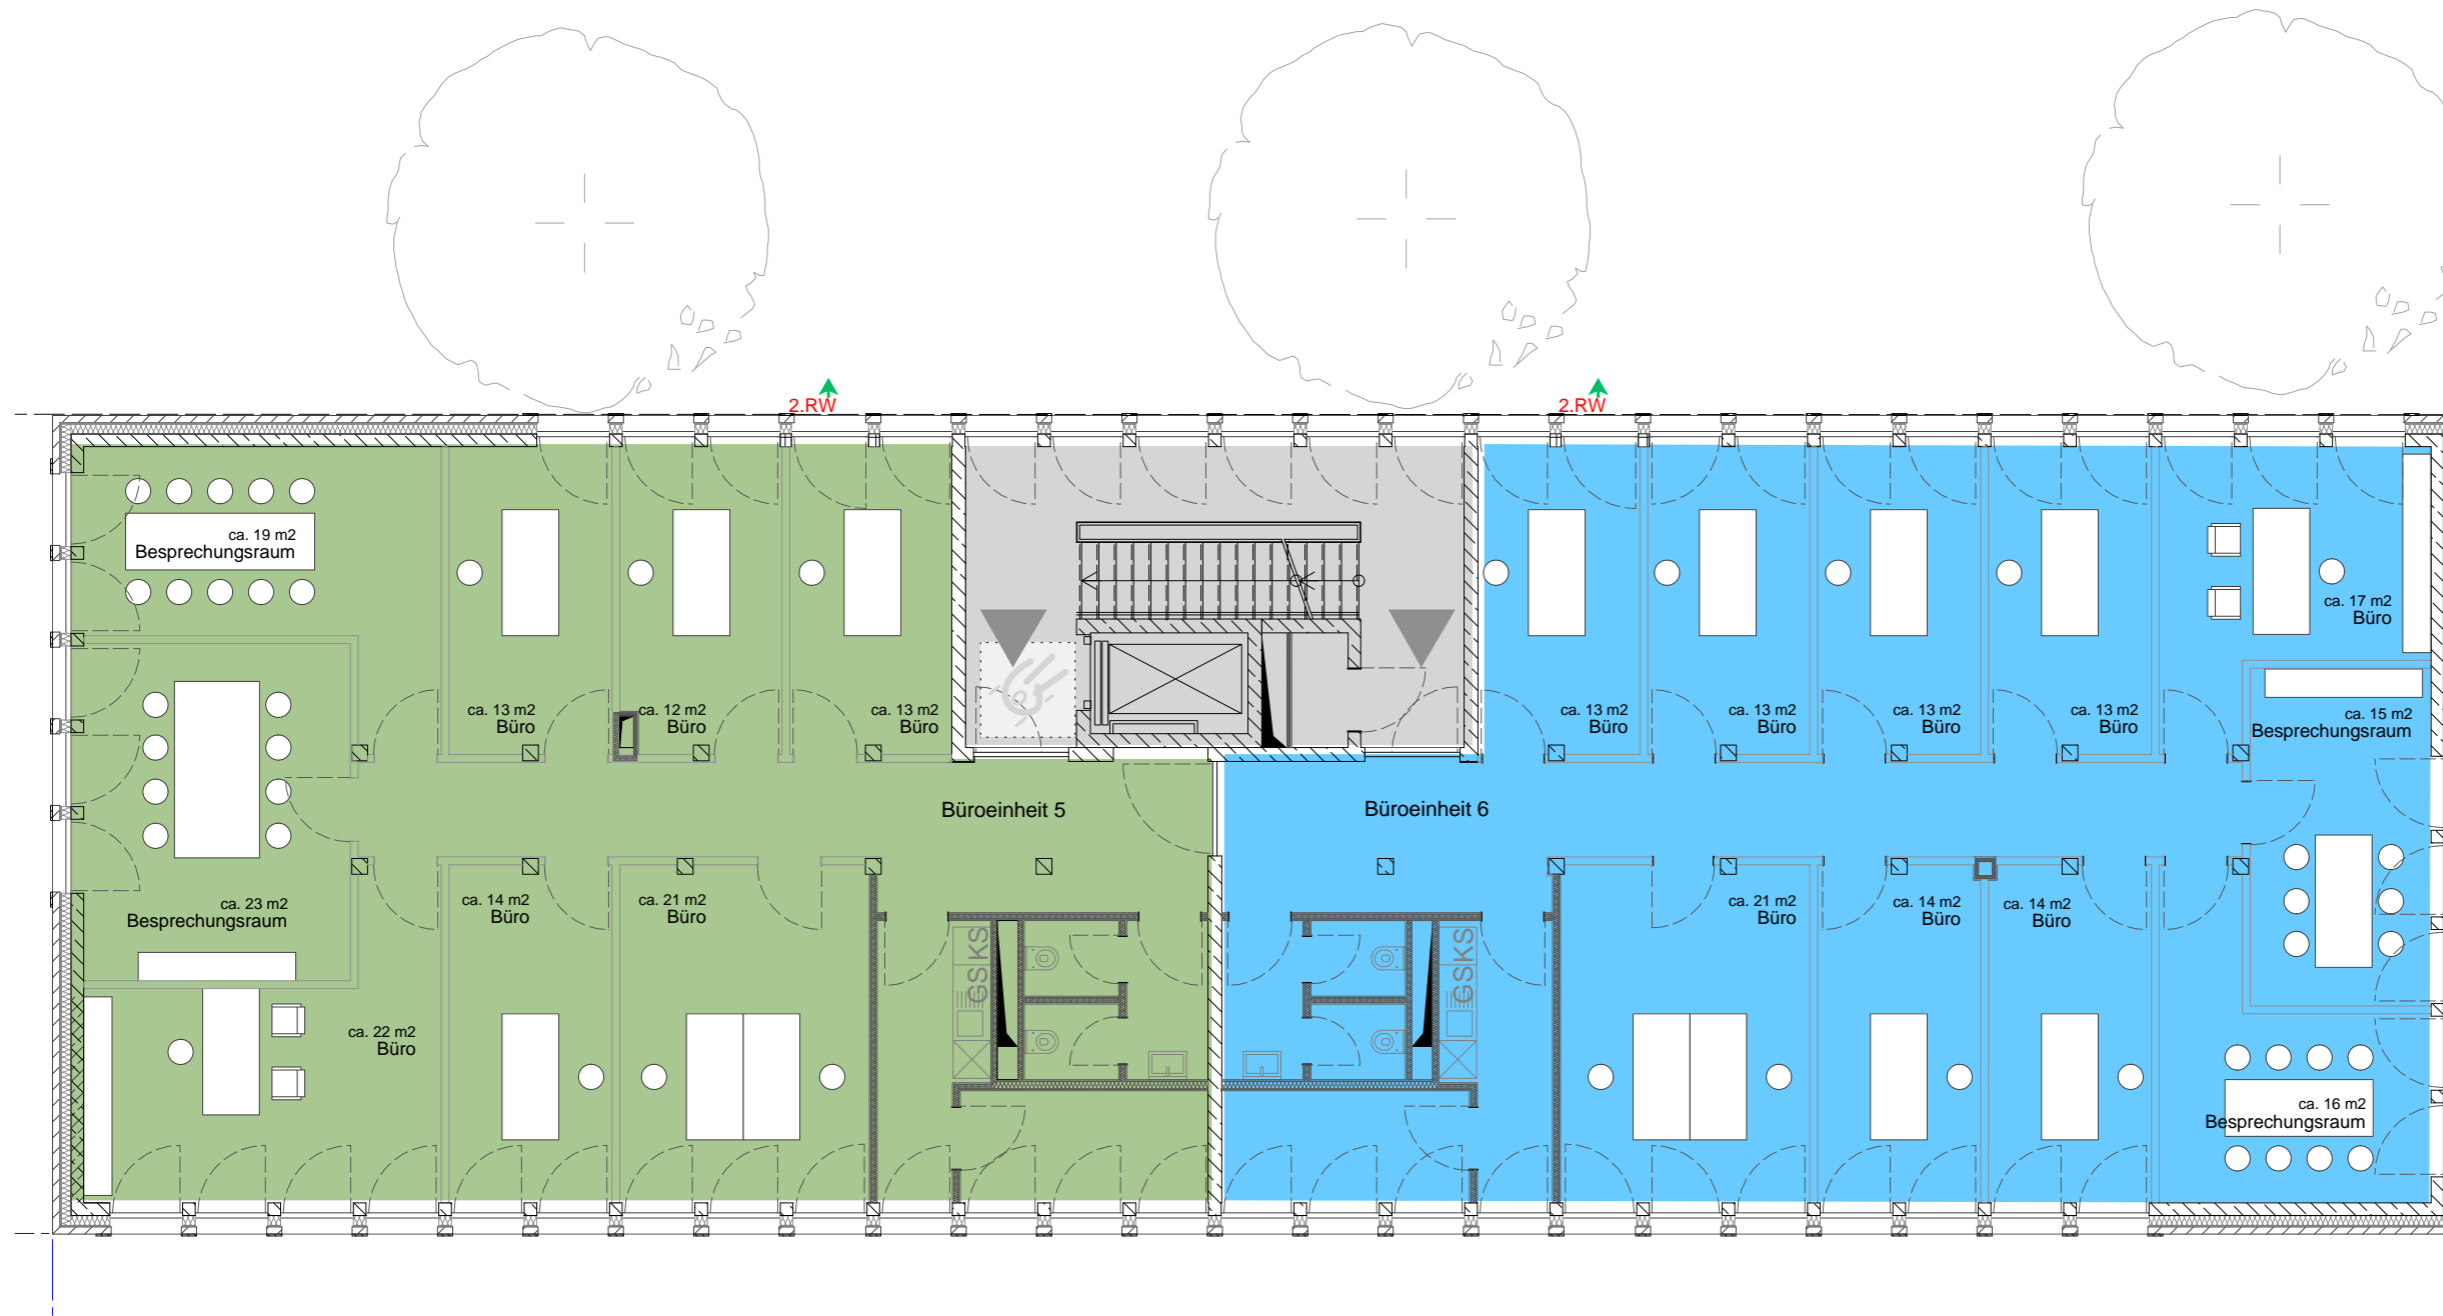 2.RW
2.RW
ca. 19 m2
Besprechungsraum
ca. 17 m2
Büro
ca. 13 m2
Büro
ca. 12 m2
Büro
ca. 13 m2
Büro
ca. 13 m2
Büro
ca. 13 m2
Büro
ca. 13 m2
Büro
ca. 13 m2
Büro
ca. 15 m2
Besprechungsraum
Büroeinheit 5
Büroeinheit 6
ca. 23 m2
Besprechungsraum
ca. 14 m2
Büro
ca. 21 m2
Büro
ca. 21 m2
Büro
ca. 14 m2
Büro
ca. 14 m2
Büro
GSKS
GSKS
ca. 22 m2
Büro
ca. 16 m2
Besprechungsraum